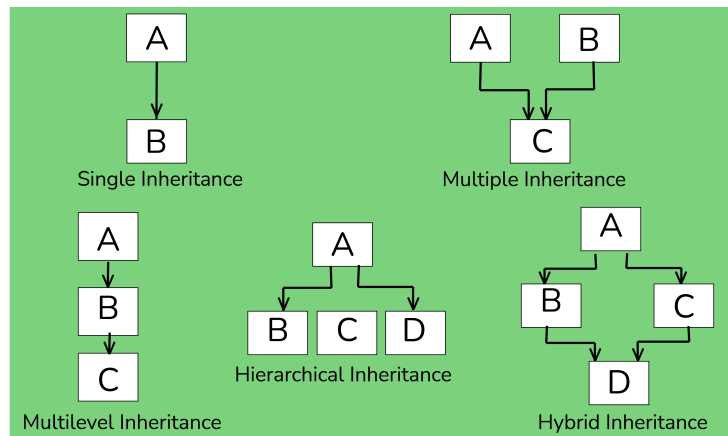 A
B
Single Inheritance
A B
C
Multiple Inheritance
A
B
C
Multilevel Inheritance
A
B C D
Hierarchical Inheritance
A
B C
D
Hybrid Inheritance